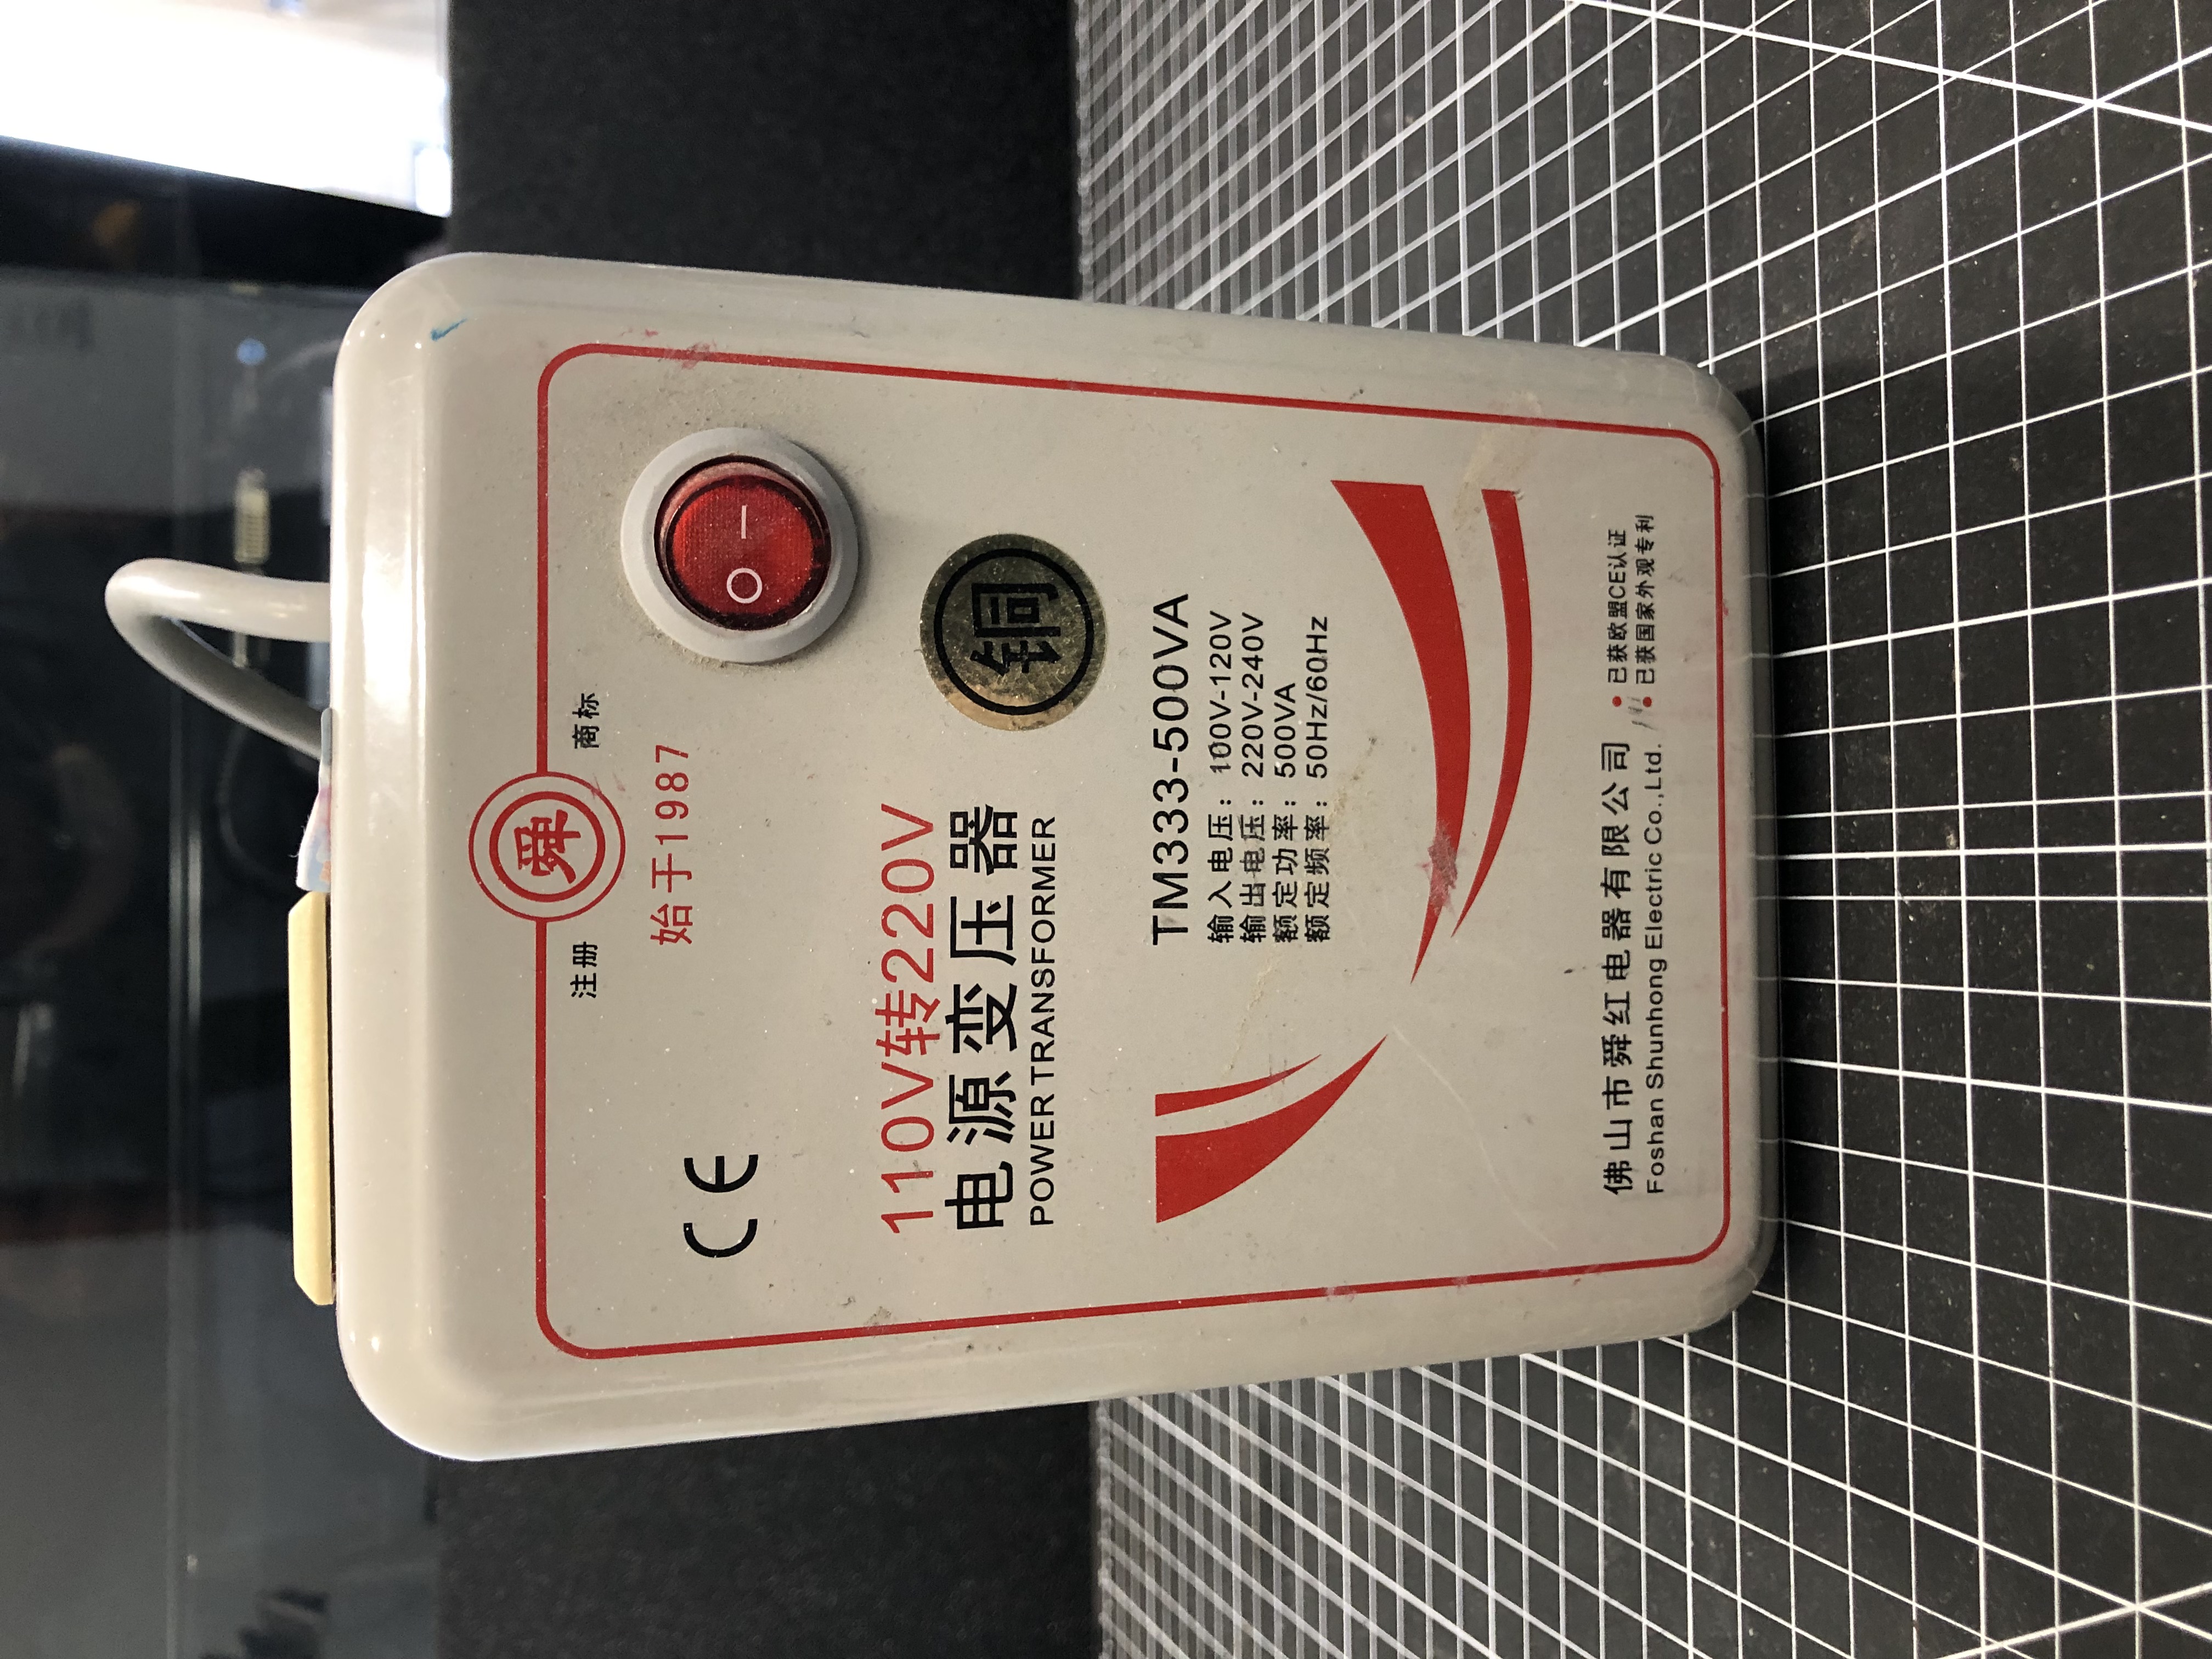 舜
注册 商标
始于1987
CE
O I
110V转220V
电源变压器
POWER TRANSFORMER
铜
TM333-500VA
输入电压：100V-120V
输出电压：220V-240V
额定功率：500VA
额定频率：50Hz/60Hz
佛山市舜红电器有限公司
Foshan Shunhong Electric Co.,Ltd.
• 已获欧盟CE认证
• 已获国家外观专利